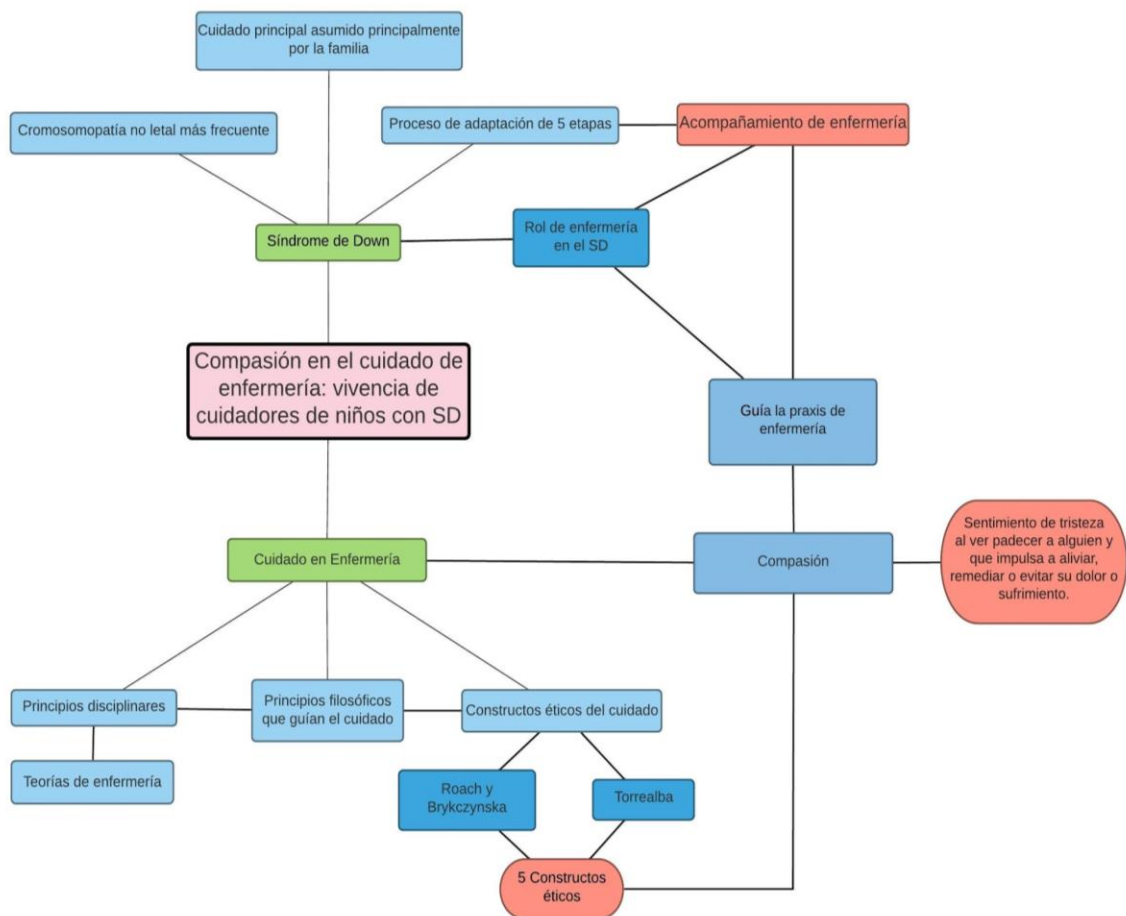 Cuidado principal asumido principalmente
por la familia
Cromosomopatía no letal más frecuente
Proceso de adaptación de 5 etapas
Acompañamiento de enfermería
Síndrome de Down
Rol de enfermería
en el SD
Compasión en el cuidado de
enfermería: vivencia de
cuidadores de niños con SD
Guía la praxis de
enfermería
Cuidado en Enfermería
Compasión
Sentimiento de tristeza
al ver padecer a alguien y
que impulsa a aliviar,
remediar o evitar su dolor o
sufrimiento.
Principios disciplinares
Principios filosóficos
que guían el cuidado
Constructos éticos del cuidado
Teorías de enfermería
Roach y
Brykczynska
Torrealba
5 Constructos
éticos